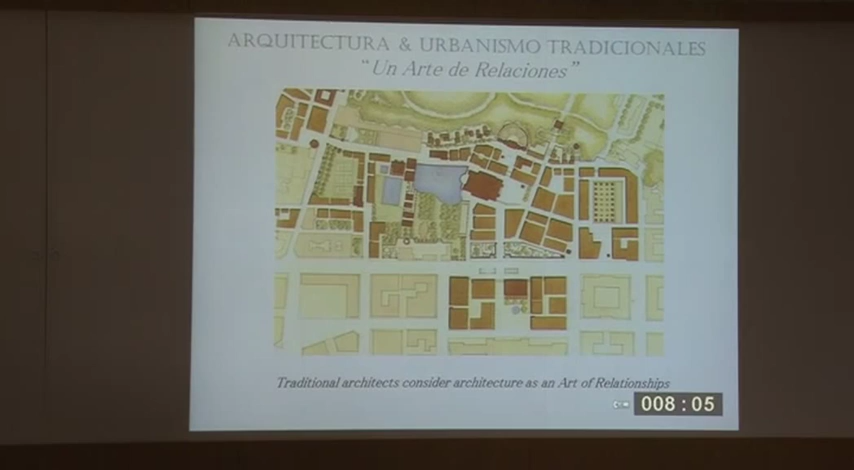 ARQUITECTURA & URBANISMO TRADICIONALES
"Un Arte de Relaciones"
Traditional architects consider architecture as an Art of Relationships
008:05